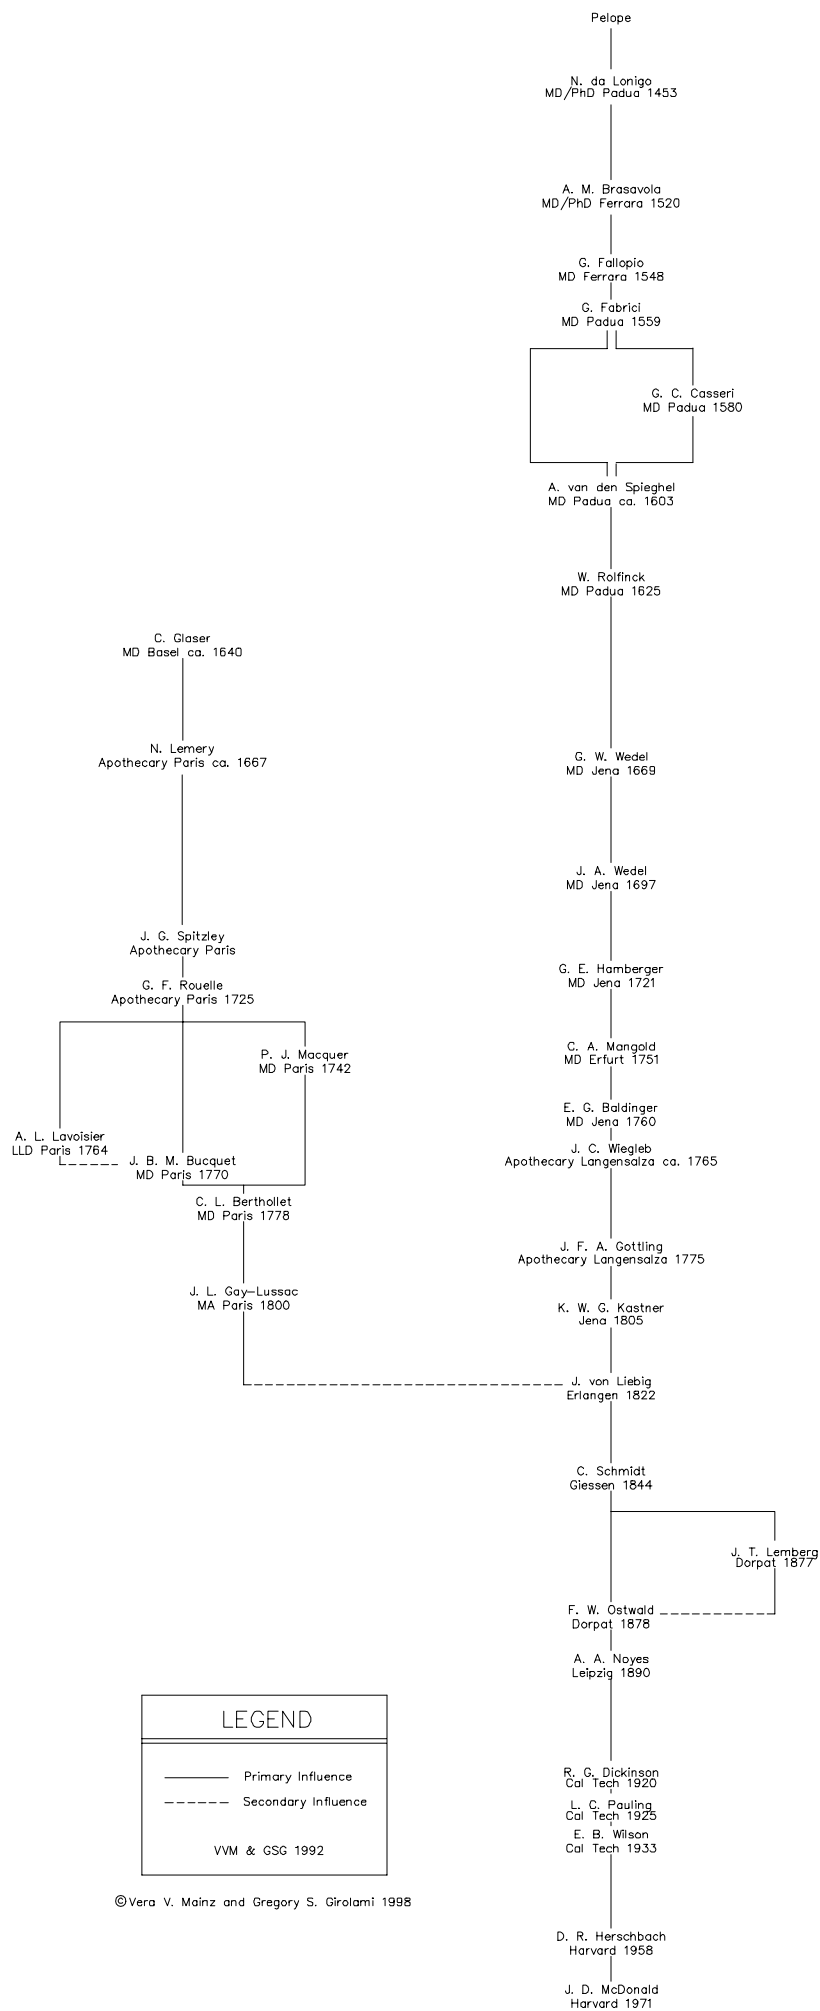 Pelope
N. da Lonigo
MD/PhD Padua 1453
A. M. Brasavola
MD/PhD Ferrara 1520
G. Fallopio
MD Ferrara 1548
G. Fabrici
MD Padua 1559
G. C. Casseri
MD Padua 1580
A. van den Spieghel
MD Padua ca. 1603
W. Rolfinck
MD Padua 1625
C. Glaser
MD Basel ca. 1640
N. Lemery
Apothecary Paris ca. 1667
G. W. Wedel
MD Jena 1669
J. A. Wedel
MD Jena 1697
J. G. Spitzley
Apothecary Paris
G. F. Rouelle
Apothecary Paris 1725
G. E. Hamberger
MD Jena 1721
P. J. Macquer
MD Paris 1742
C. A. Mangold
MD Erfurt 1751
E. G. Baldinger
MD Jena 1760
A. L. Lavoisier
LLD Paris 1764
J. B. M. Bucquet
MD Paris 1770
J. C. Wiegleb
Apothecary Langensalza ca. 1765
C. L. Berthollet
MD Paris 1778
J. F. A. Gottling
Apothecary Langensalza 1775
J. L. Gay-Lussac
MA Paris 1800
K. W. G. Kastner
Jena 1805
J. von Liebig
Erlangen 1822
C. Schmidt
Giessen 1844
J. T. Lemberg
Dorpat 1877
F. W. Ostwald
Dorpat 1878
A. A. Noyes
Leipzig 1890
R. G. Dickinson
Cal Tech 1920
L. C. Pauling
Cal Tech 1925
E. B. Wilson
Cal Tech 1933
D. R. Herschbach
Harvard 1958
J. D. McDonald
Harvard 1971
LEGEND
Primary Influence
Secondary Influence
VVM & GSG 1992
©Vera V. Mainz and Gregory S. Girolami 1998